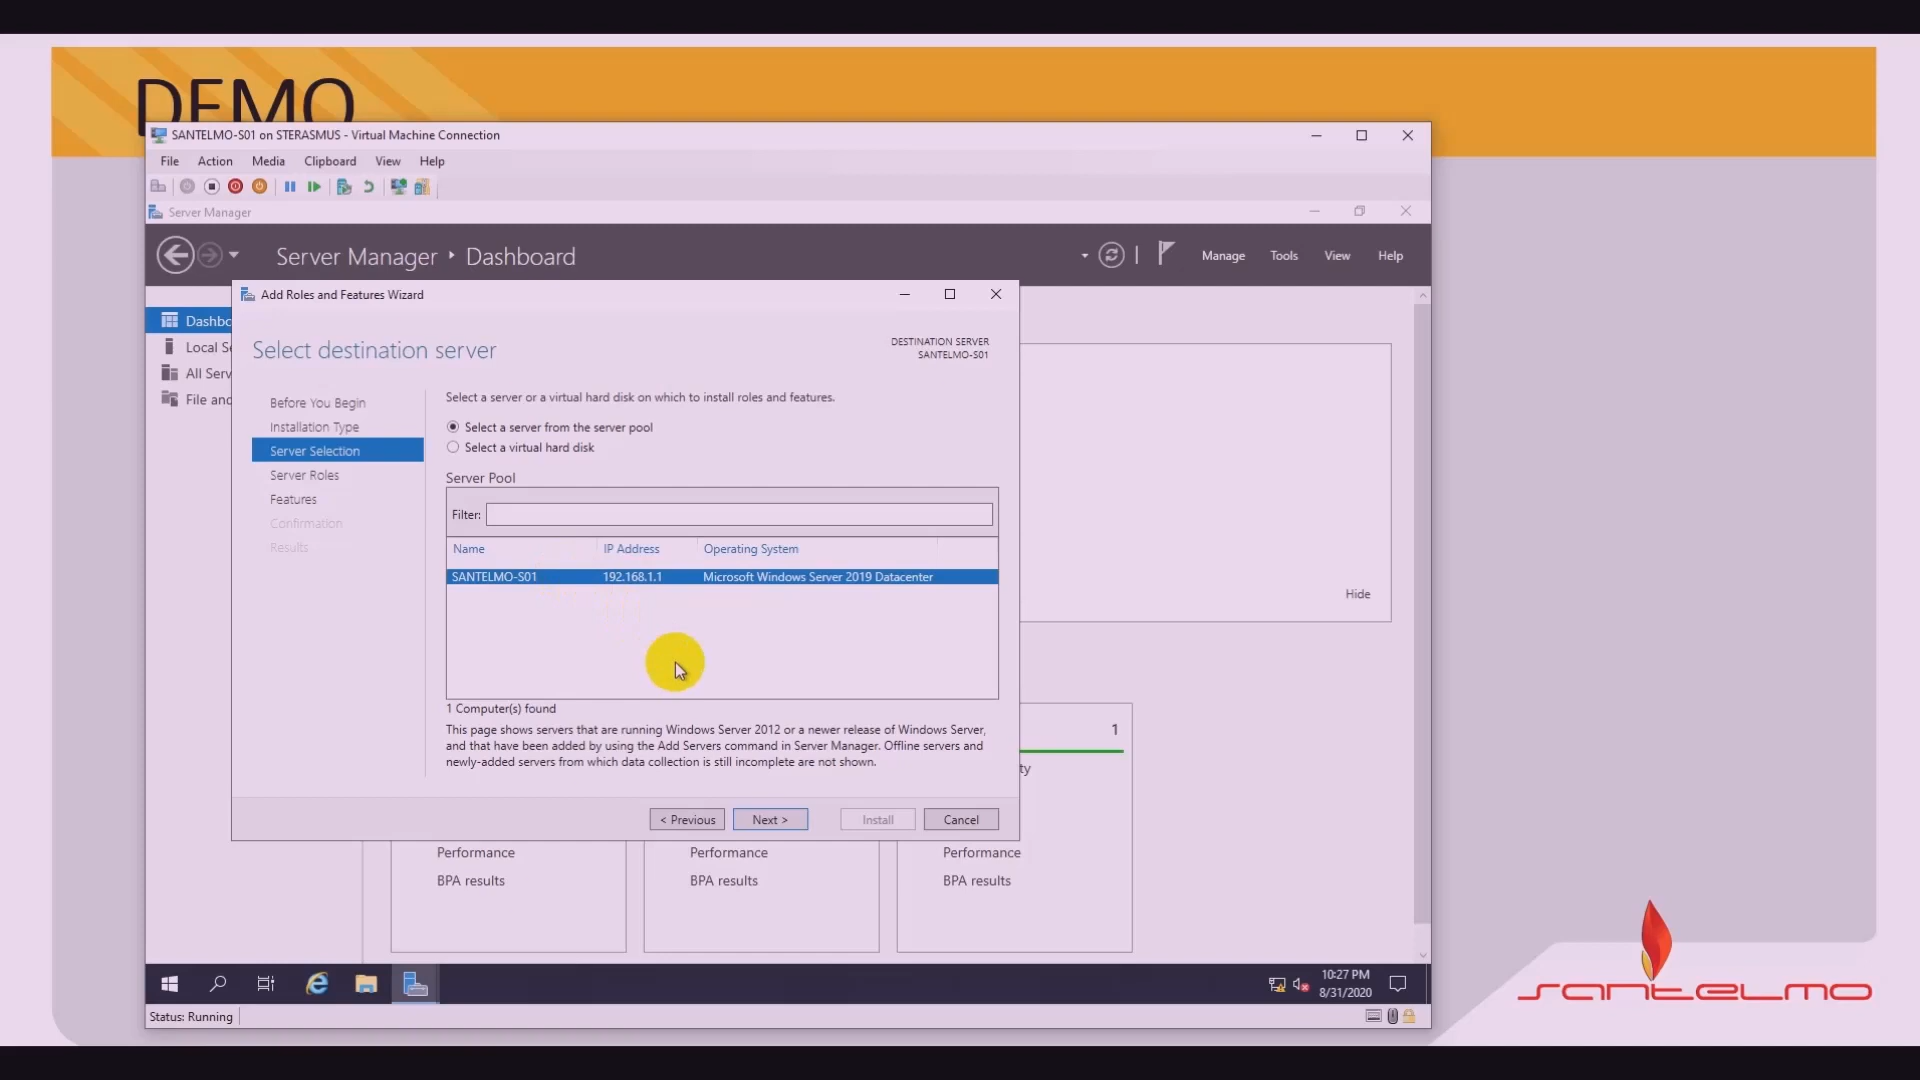 DEMO
SANTELMO-S01 on STERASMUS - Virtual Machine Connection
File Action Media Clipboard View Help
Server Manager
Server Manager ‣ Dashboard
Manage Tools View Help
Add Roles and Features Wizard
Dashbo
Local Se
All Serv
File and
Select destination server
DESTINATION SERVER
SANTELMO-S01
Before You Begin
Installation Type
Server Selection
Server Roles
Features
Confirmation
Results
Select a server or a virtual hard disk on which to install roles and features.
Select a server from the server pool
Select a virtual hard disk
Server Pool
Filter:
Name IP Address Operating System
SANTELMO-S01 192.168.1.1 Microsoft Windows Server 2019 Datacenter
1 Computer(s) found
This page shows servers that are running Windows Server 2012 or a newer release of Windows Server,
and that have been added by using the Add Servers command in Server Manager. Offline servers and
newly-added servers from which data collection is still incomplete are not shown.
< Previous Next > Install Cancel
Hide
1
ty
Performance Performance Performance
BPA results BPA results BPA results
10:27 PM
8/31/2020
Status: Running
santelmo